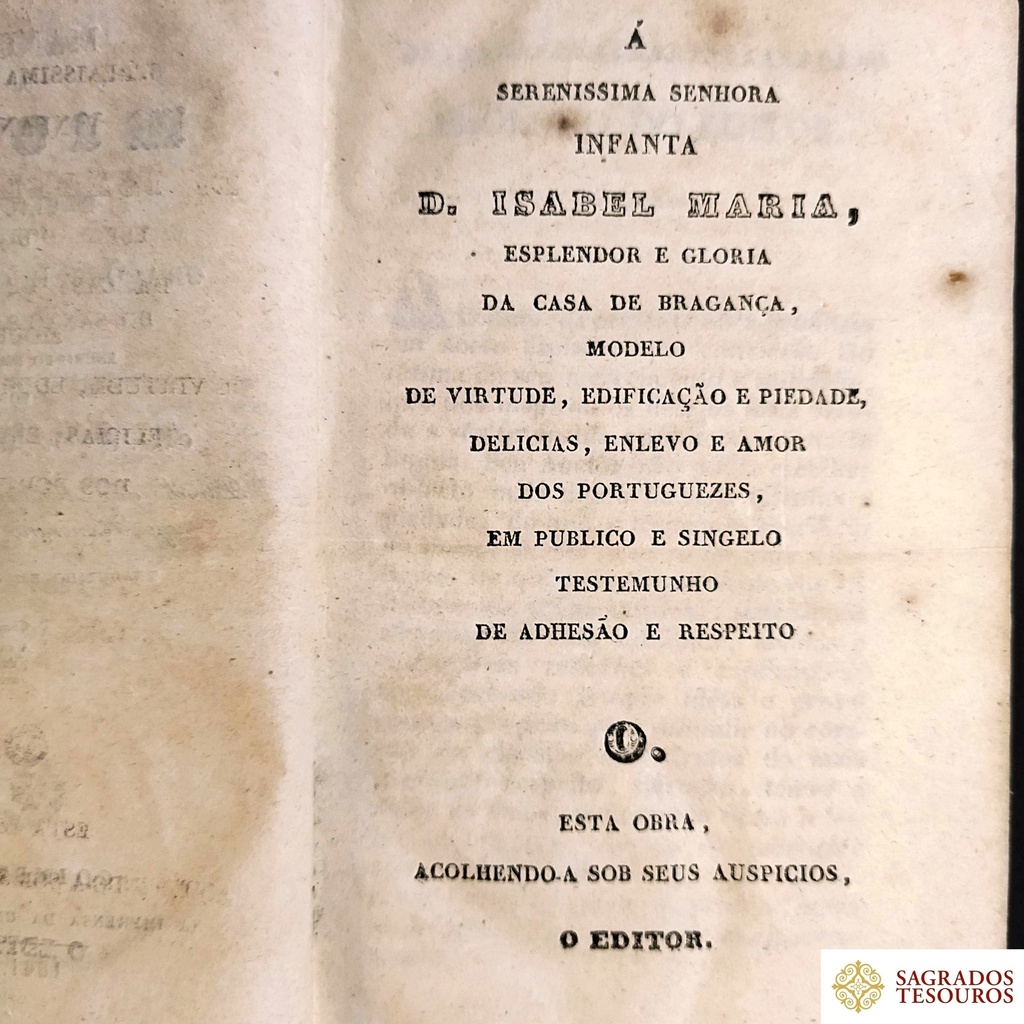 Á
SERENISSIMA SENHORA
INFANTA
D. ISABEL MARIA,
ESPLENDOR E GLORIA
DA CASA DE BRAGANÇA,
MODELO
DE VIRTUDE, EDIFICAÇÃO E PIEDADE,
DELICIAS, ENLEVO E AMOR
DOS PORTUGUEZES,
EM PUBLICO E SINGELO
TESTEMUNHO
DE ADHESÃO E RESPEITO
O.
ESTA OBRA,
ACOLHENDO-A SOB SEUS AUSPICIOS,
O EDITOR.
SAGRADOS
TESOUROS